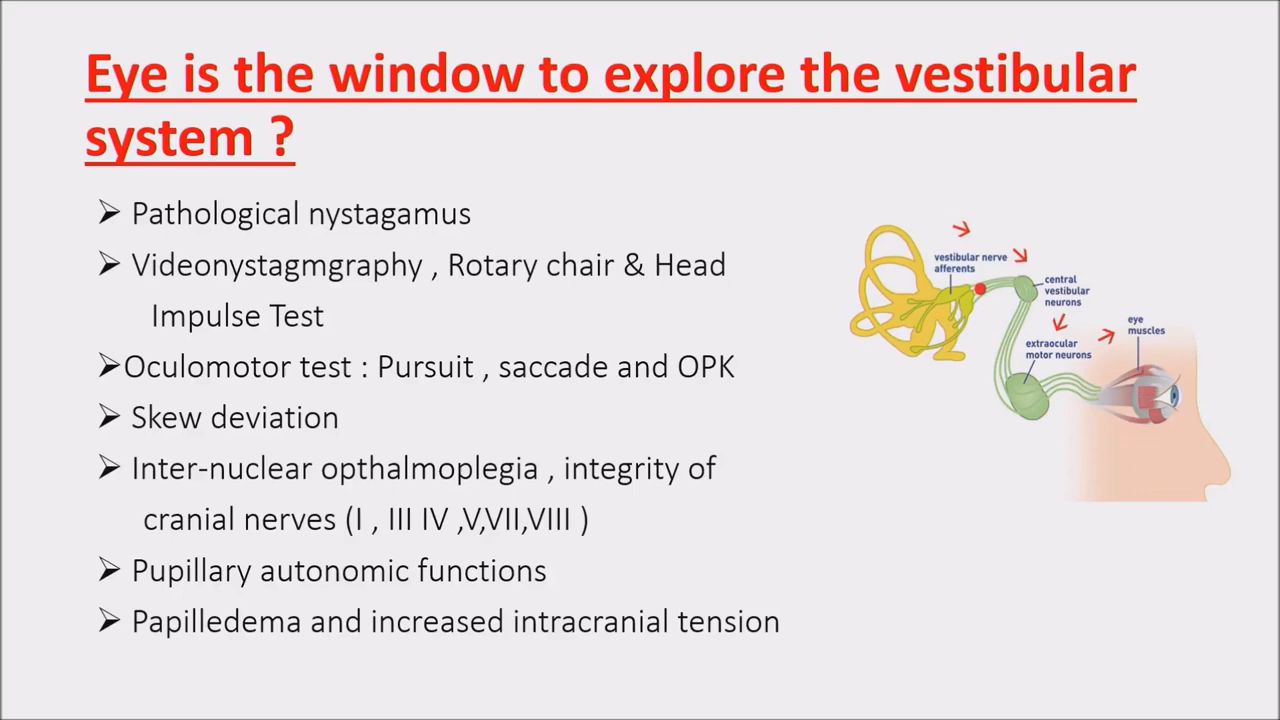 Eye is the window to explore the vestibular
system ?
➢ Pathological nystagamus
➢ Videonystagmgraphy , Rotary chair & Head
Impulse Test
➢Oculomotor test : Pursuit , saccade and OPK
➢ Skew deviation
➢ Inter-nuclear opthalmoplegia , integrity of
cranial nerves (I , III IV ,V,VII,VIII )
➢ Pupillary autonomic functions
➢ Papilledema and increased intracranial tension
vestibular nerve
afferents
central
vestibular
neurons
eye
muscles
extraocular
motor neurons